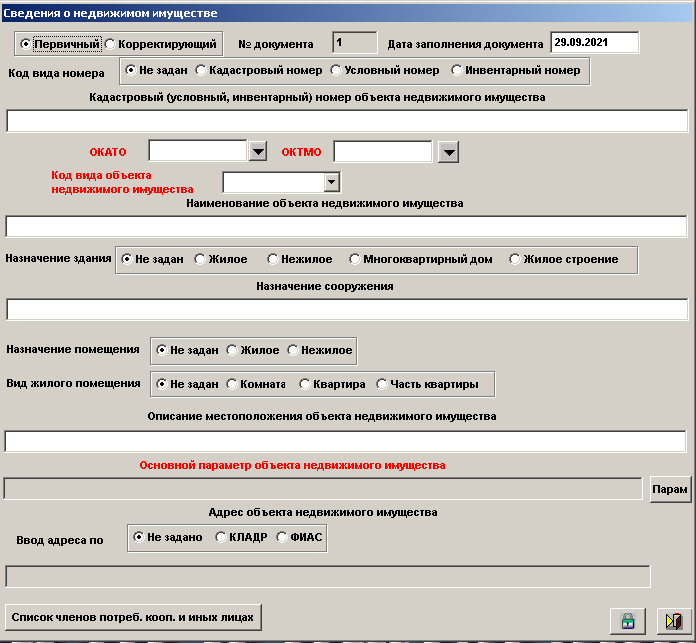 Сведения о недвижимом имуществе
Первичный Корректирующий № документа 1 Дата заполнения документа 29.09.2021
Код вида номера Не задан Кадастровый номер Условный номер Инвентарный номер
Кадастровый (условный, инвентарный) номер объекта недвижимого имущества
ОКАТО ОКТМО
Код вида объекта
недвижимого имущества
Наименование объекта недвижимого имущества
Назначение здания Не задан Жилое Нежилое Многоквартирный дом Жилое строение
Назначение сооружения
Назначение помещения Не задан Жилое Нежилое
Вид жилого помещения Не задан Комната Квартира Часть квартиры
Описание местоположения объекта недвижимого имущества
Основной параметр объекта недвижимого имущества
Парам
Адрес объекта недвижимого имущества
Ввод адреса по Не задано КЛАДР ФИАС
Список членов потреб. кооп. и иных лицах